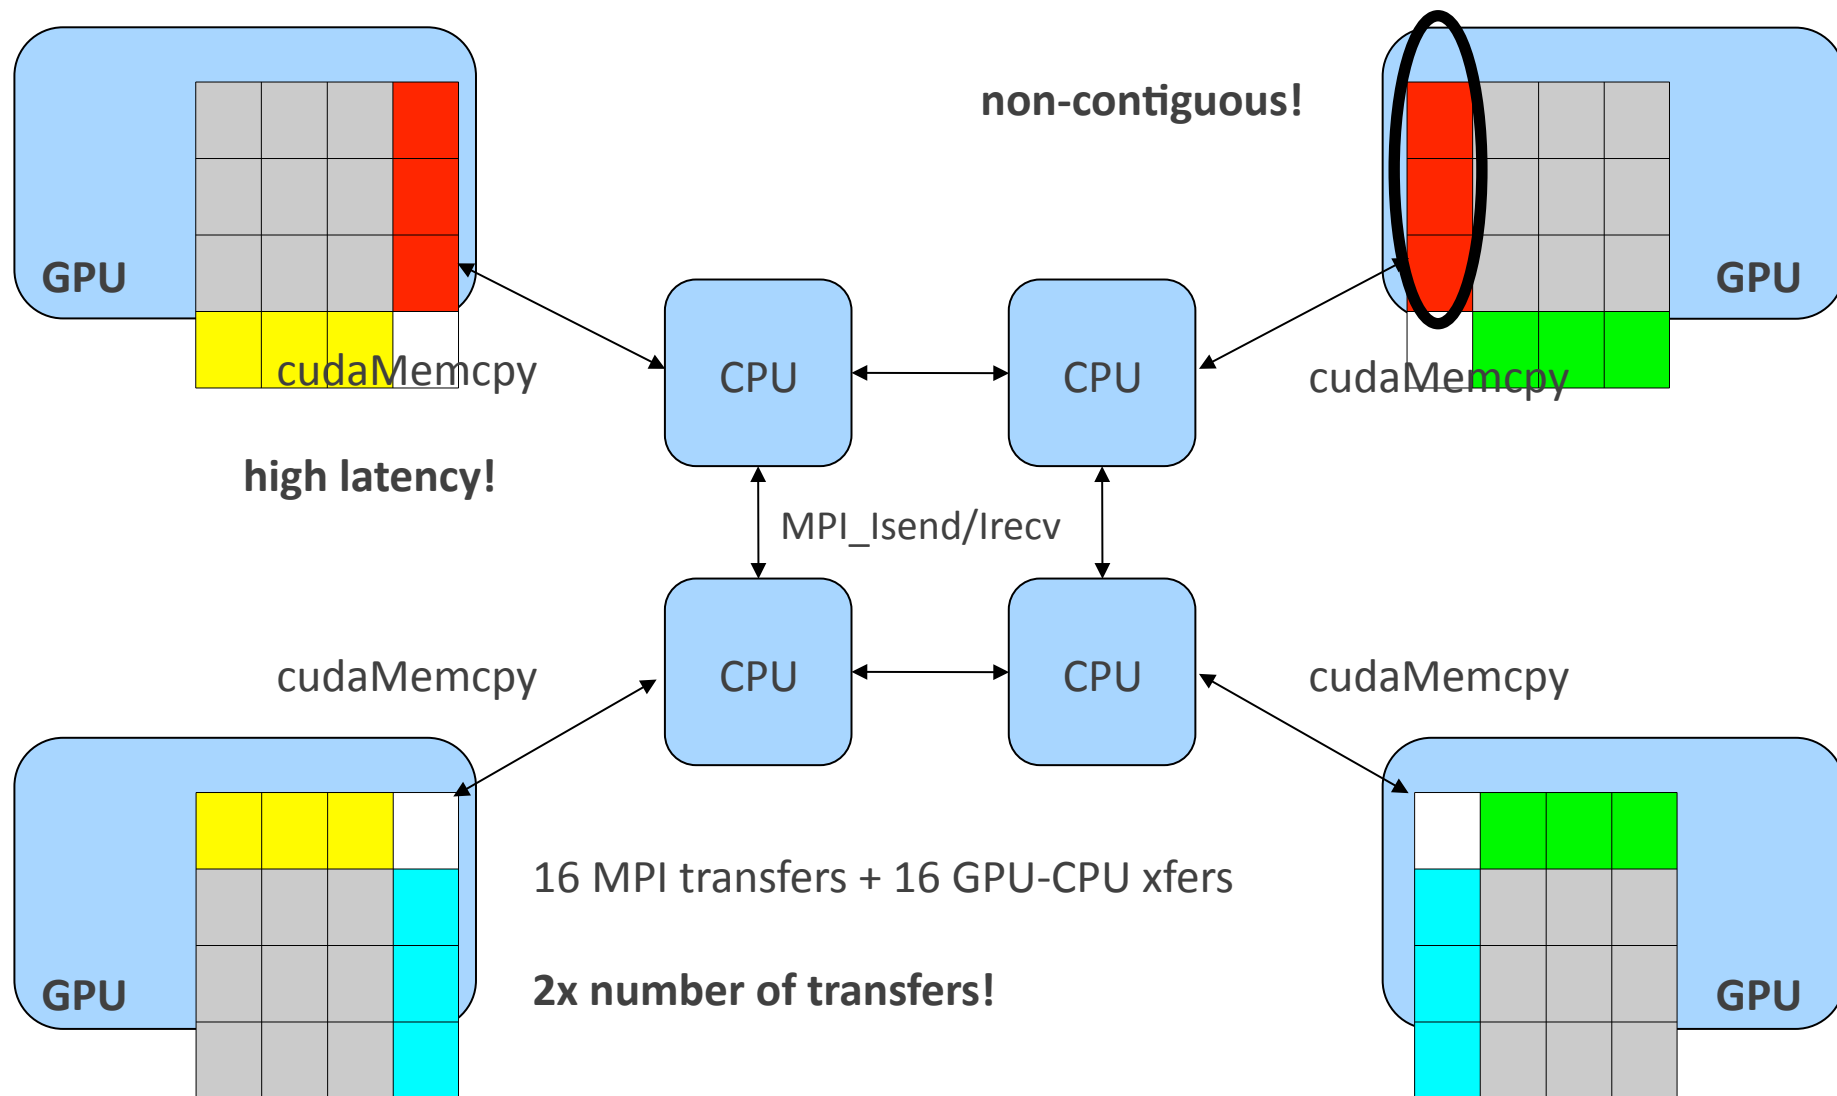 non-contiguous!
GPU
GPU
cudaMemcpy
CPU
CPU
cudaMemcpy
high latency!
MPI_Isend/Irecv
cudaMemcpy
CPU
CPU
cudaMemcpy
16 MPI transfers + 16 GPU-CPU xfers
GPU
2x number of transfers!
GPU